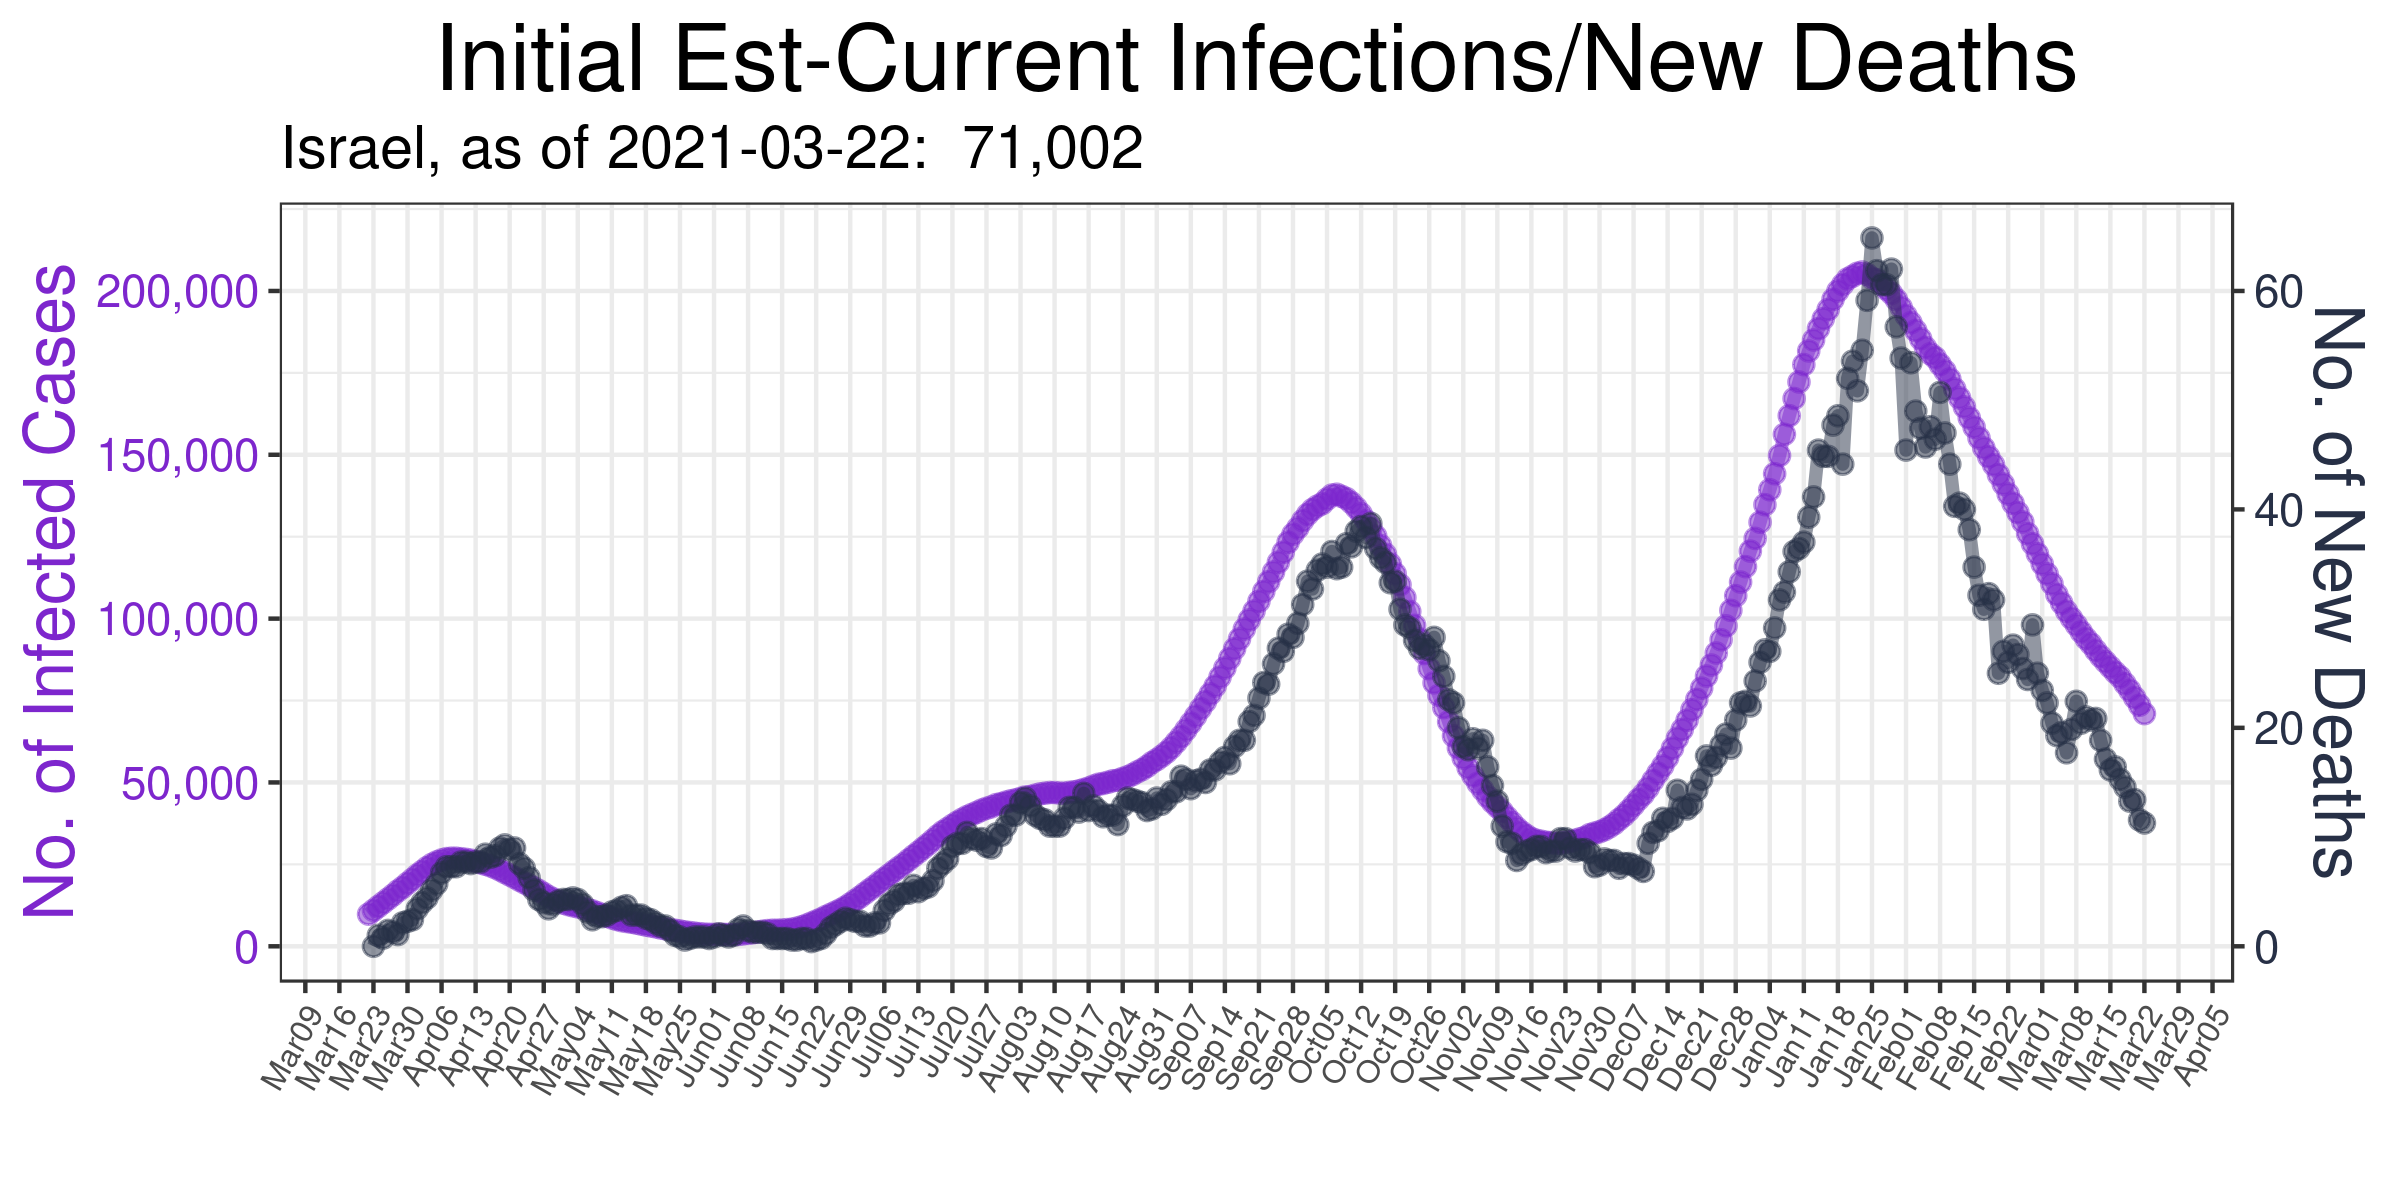 Initial Est-Current Infections/New Deaths
Israel, as of 2021-03-22:  71,002
No. of Infected Cases
200,000
150,000
100,000
50,000
0
60
40
20
0
No. of New Deaths
Mar09
Mar16
Mar23
Mar30
Apr06
Apr13
Apr20
Apr27
May04
May11
May18
May25
Jun01
Jun08
Jun15
Jun22
Jun29
Jul06
Jul13
Jul20
Jul27
Aug03
Aug10
Aug17
Aug24
Aug31
Sep07
Sep14
Sep21
Sep28
Oct05
Oct12
Oct19
Oct26
Nov02
Nov09
Nov16
Nov23
Nov30
Dec07
Dec14
Dec21
Dec28
Jan04
Jan11
Jan18
Jan25
Feb01
Feb08
Feb15
Feb22
Mar01
Mar08
Mar15
Mar22
Mar29
Apr05